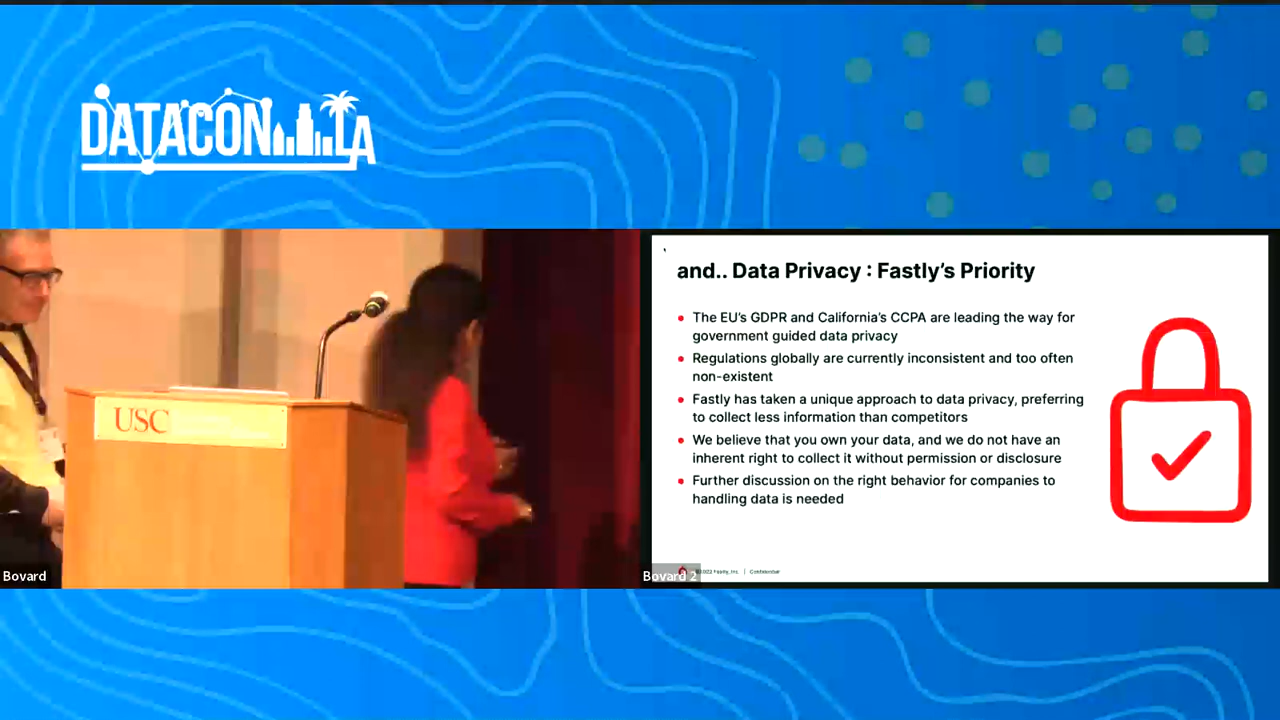 DATACON LA
USC
and.. Data Privacy : Fastly's Priority
The EU's GDPR and California's CCPA are leading the way for
government guided data privacy
Regulations globally are currently inconsistent and too often
non-existent
Fastly has taken a unique approach to data privacy, preferring
to collect less information than competitors
We believe that you own your data, and we do not have an
inherent right to collect it without permission or disclosure
Further discussion on the right behavior for companies to
handling data is needed
Bovard
Bovard 2
©2022 Fastly, Inc. | Confidential